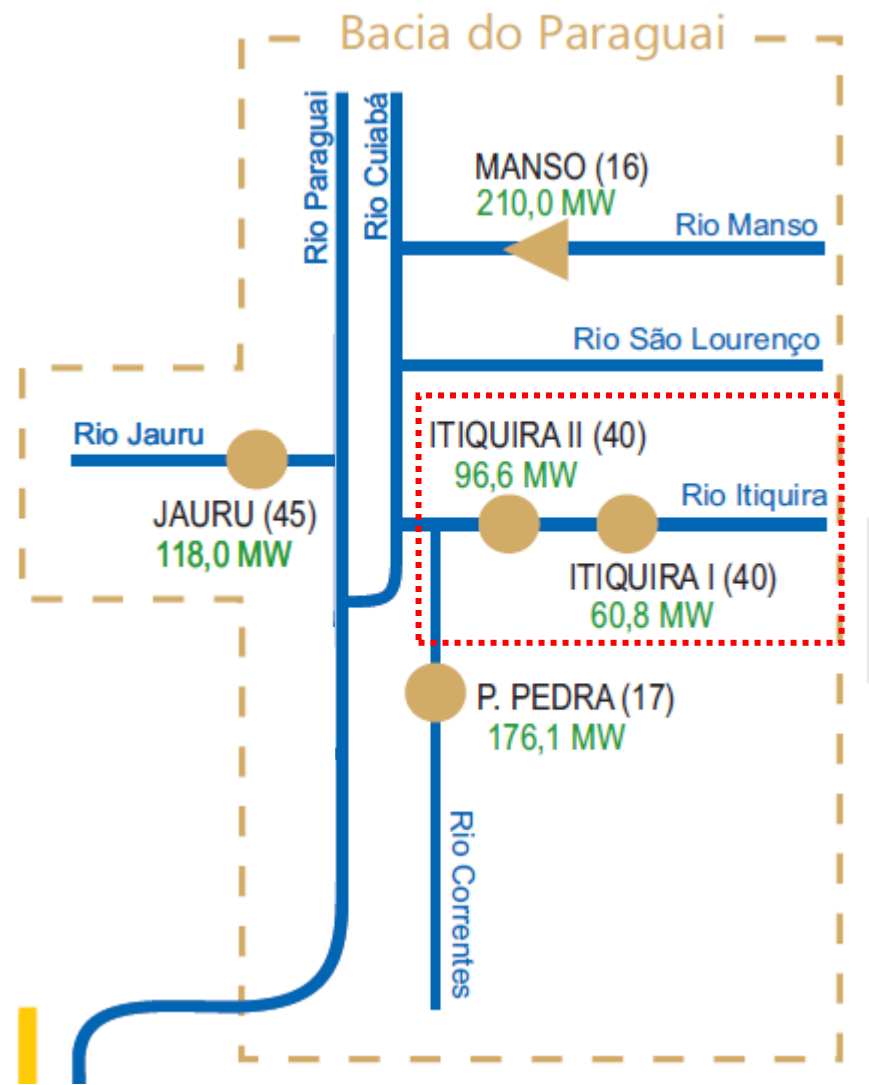 Bacia do Paraguai
Rio Paraguai
Rio Cuiabá
MANSO (16)
210,0 MW
Rio Manso
Rio São Lourenço
Rio Jauru
JAURU (45)
118,0 MW
ITIQUIRA II (40)
96,6 MW
Rio Itiquira
ITIQUIRA I (40)
60,8 MW
P. PEDRA (17)
176,1 MW
Rio Correntes